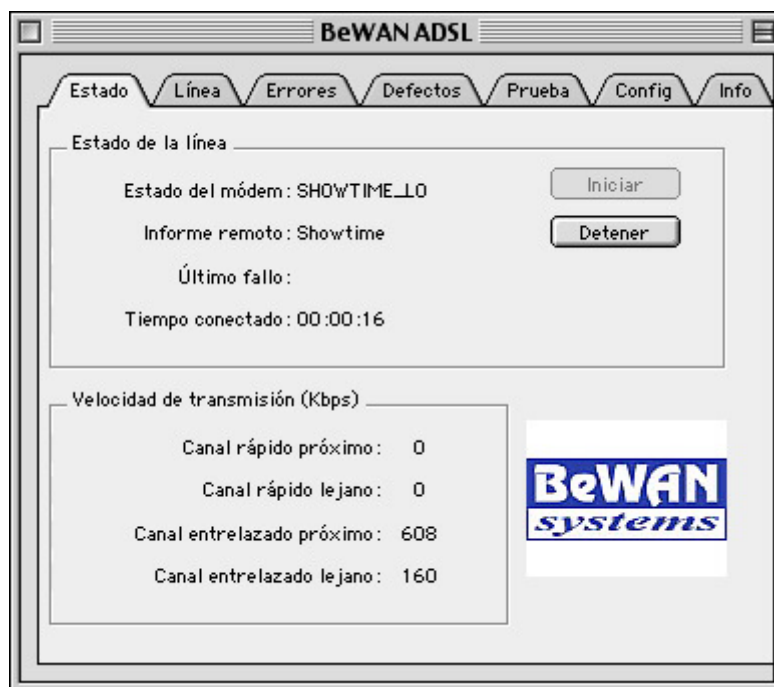 BeWAN ADSL
Estado Línea Errores Defectos Prueba Config Info
Estado de la línea
Estado del módem: SHOWTIME_L0
Iniciar
Informe remoto: Showtime
Detener
Último fallo:
Tiempo conectado: 00:00:16
Velocidad de transmisión (Kbps)
Canal rápido próximo: 0
Canal rápido lejano: 0
Canal entrelazado próximo: 608
Canal entrelazado lejano: 160
BeWAN
systems